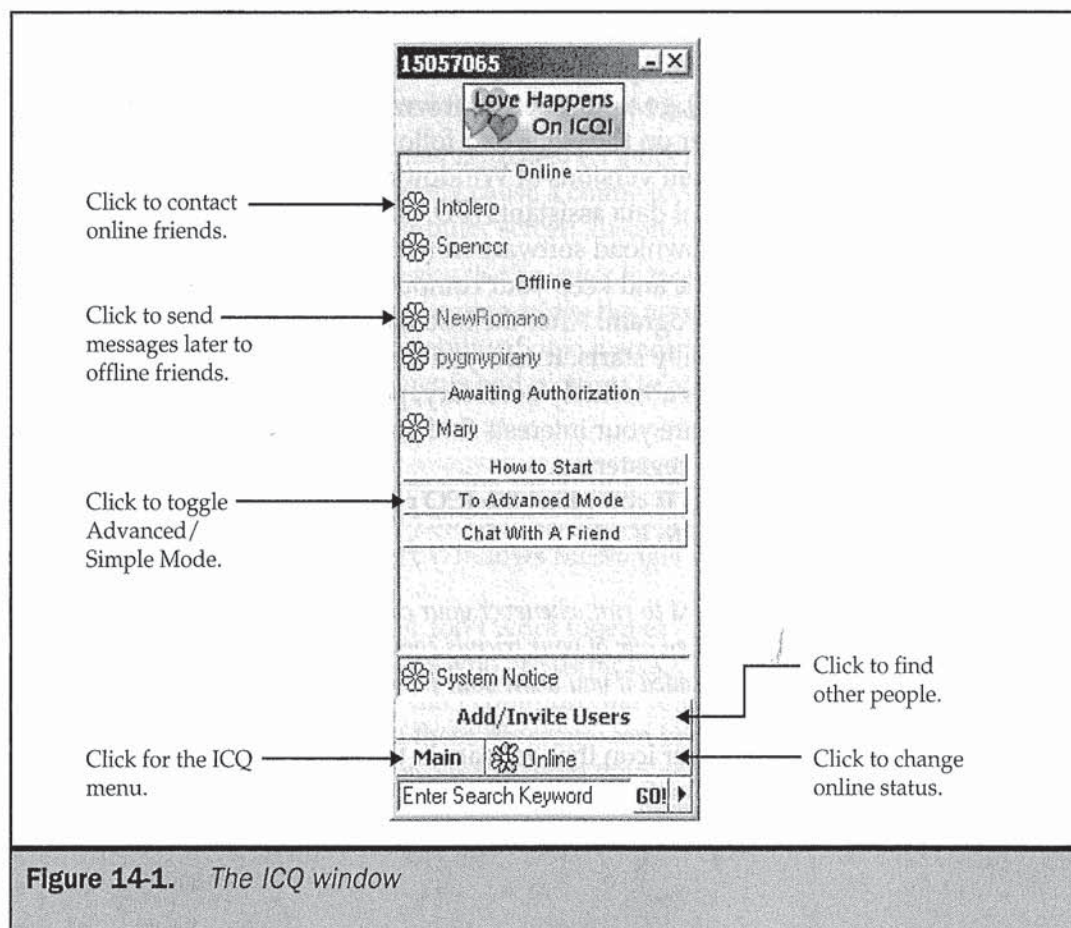 15057065
Love Happens
On ICQ!
Online
Click to contact
online friends.
Intolero
Spenccr
Offline
Click to send
messages later to
offline friends.
NewRomano
pygmypirany
Awaiting Authorization
Mary
How to Start
Click to toggle
Advanced/
Simple Mode.
To Advanced Mode
Chat With A Friend
System Notice
Click to find
other people.
Add/Invite Users
Click for the ICQ
menu.
Main
Online
Click to change
online status.
Enter Search Keyword
GO!
Figure 14-1. The ICQ window